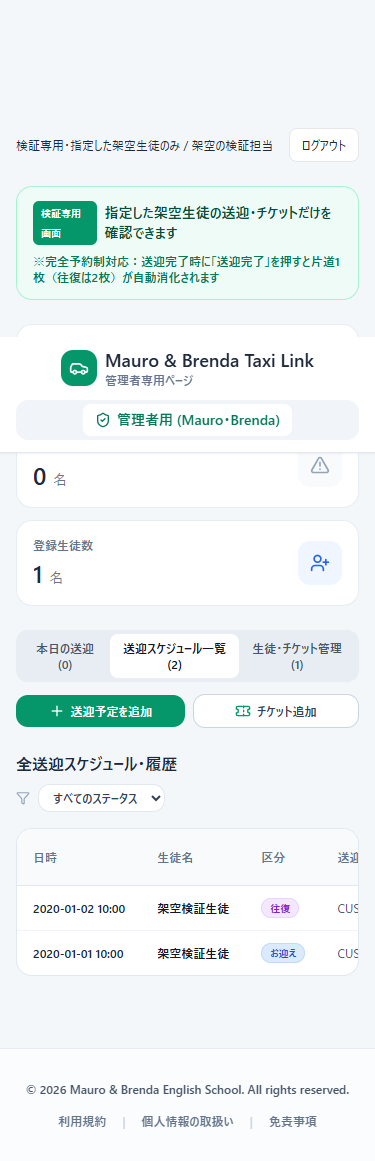 検証専用・指定した架空生徒のみ / 架空の検証担当
ログアウト
検証専用
画面
指定した架空生徒の送迎・チケットだけを
確認できます
※完全予約制対応：送迎完了時に「送迎完了」を押すと片道1
枚（往復は2枚）が自動消化されます
Mauro & Brenda Taxi Link
管理者専用ページ
管理者用 (Mauro・Brenda)
0 名
登録生徒数
1 名
本日の送迎
(0)
送迎スケジュール一覧
(2)
生徒・チケット管理
(1)
送迎予定を追加
チケット追加
全送迎スケジュール・履歴
すべてのステータス
日時 生徒名 区分 送迎
2020-01-02 10:00 架空検証生徒 往復 CUS
2020-01-01 10:00 架空検証生徒 お迎え CUS
© 2026 Mauro & Brenda English School. All rights reserved.
利用規約 | 個人情報の取扱い | 免責事項